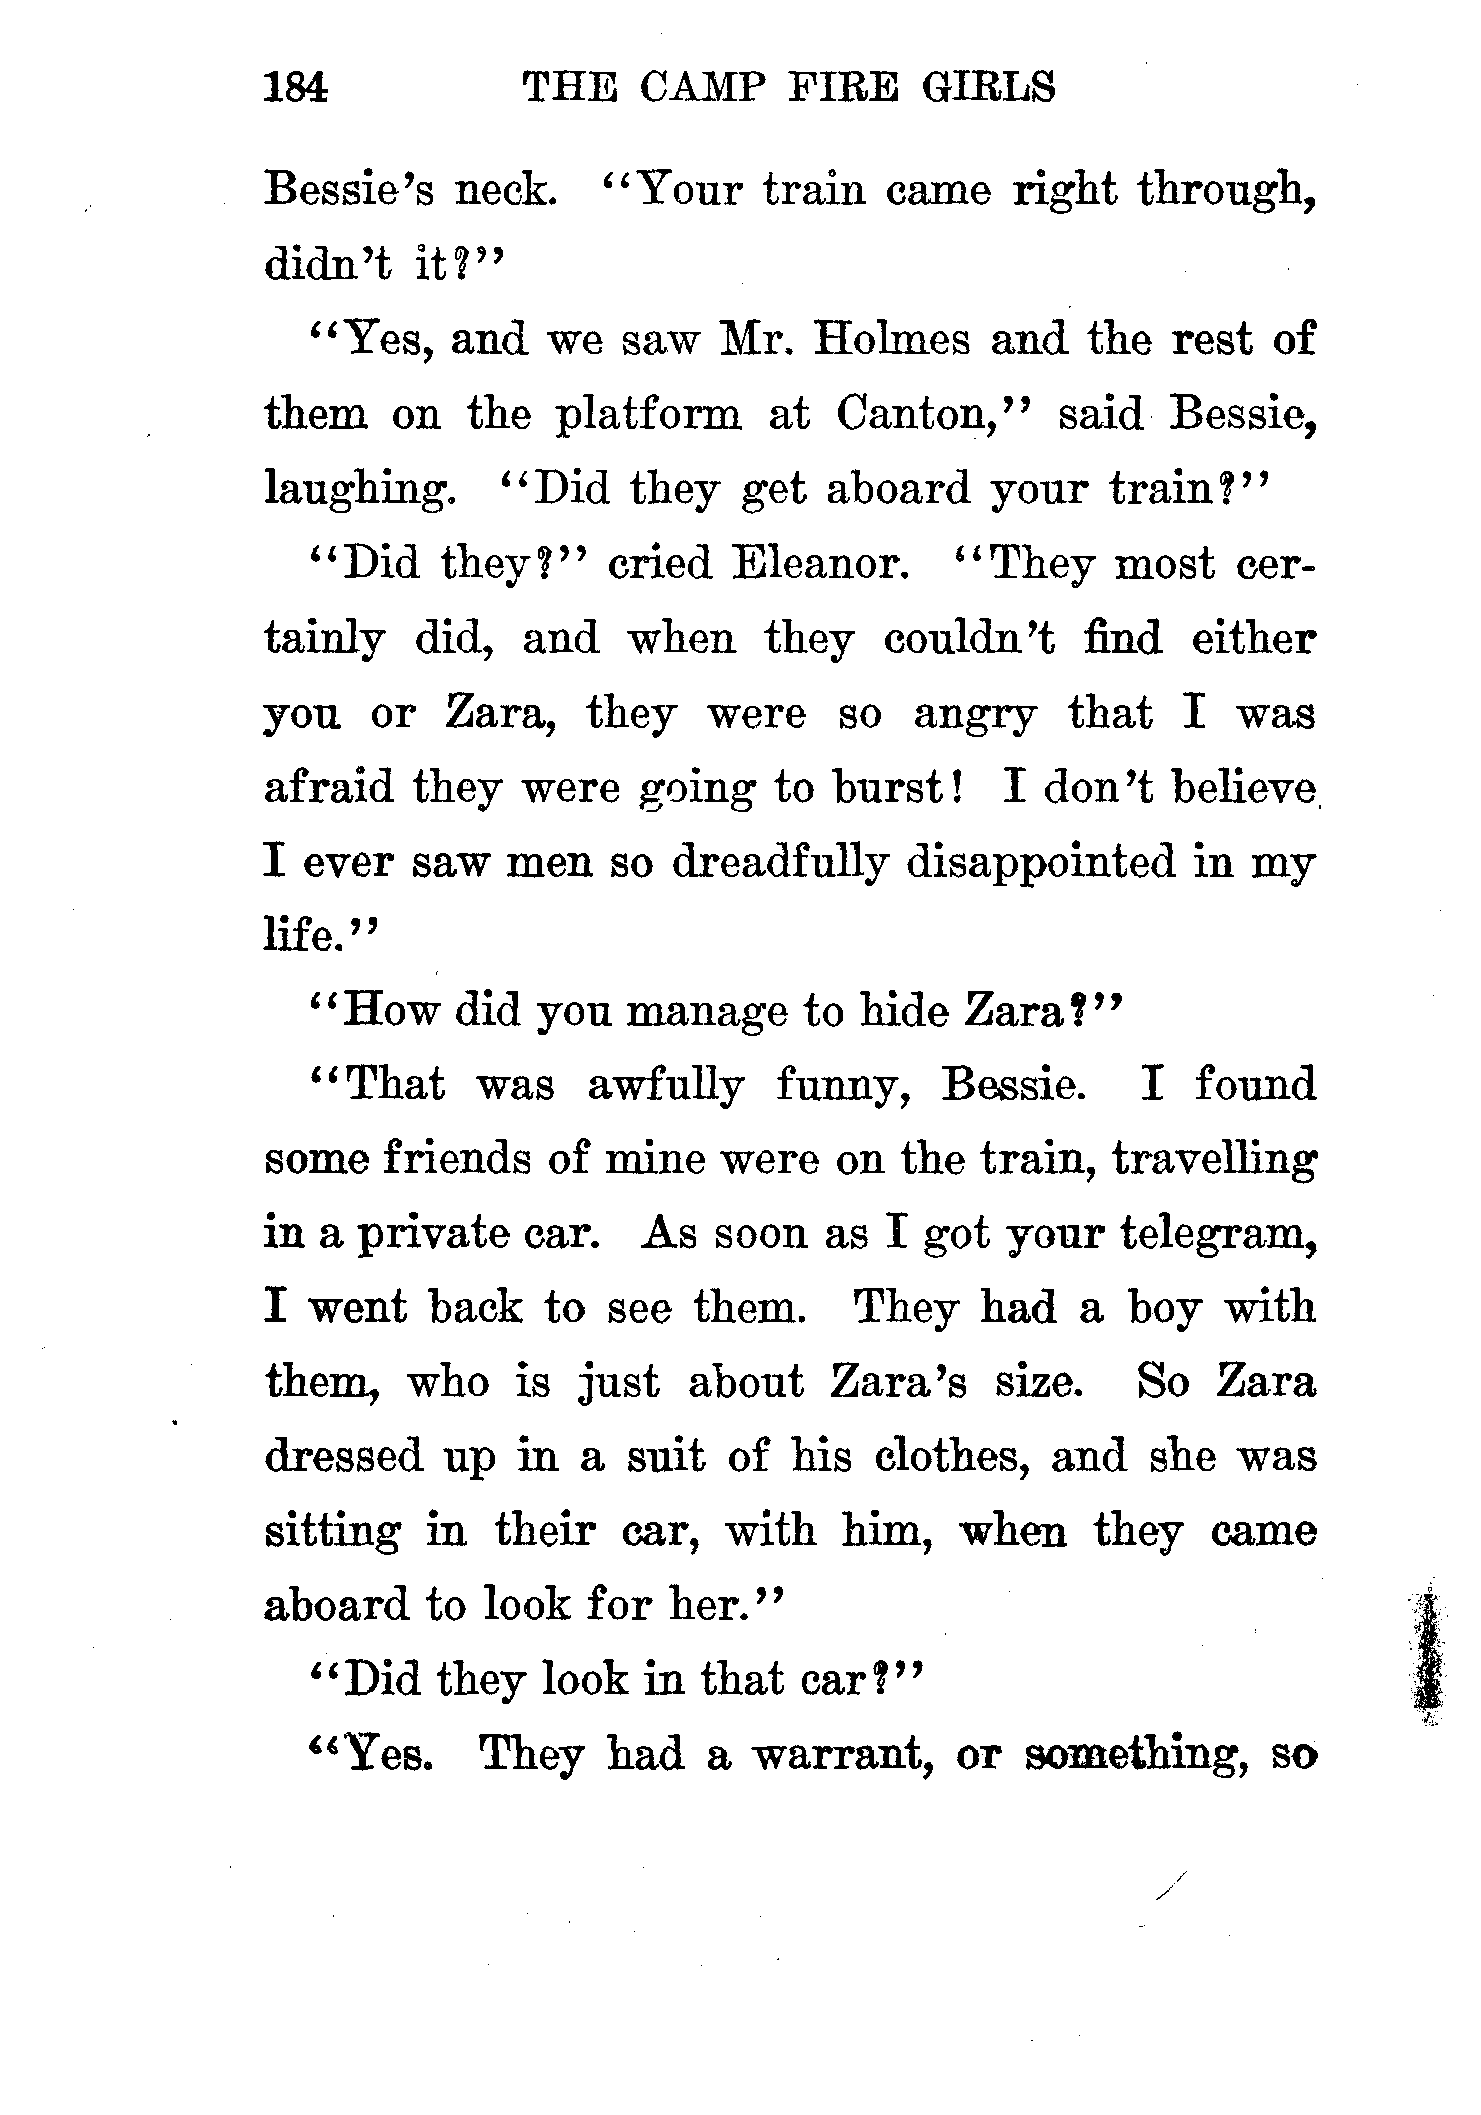 184 THE CAMP FIRE GIRLS
Bessie's neck. "Your train came right through,
didn't it?"
"Yes, and we saw Mr. Holmes and the rest of
them on the platform at Canton," said Bessie,
laughing. "Did they get aboard your train?"
"Did they?" cried Eleanor. "They most cer-
tainly did, and when they couldn't find either
you or Zara, they were so angry that I was
afraid they were going to burst! I don't believe
I ever saw men so dreadfully disappointed in my
life."
"How did you manage to hide Zara?"
"That was awfully funny, Bessie. I found
some friends of mine were on the train, travelling
in a private car. As soon as I got your telegram,
I went back to see them. They had a boy with
them, who is just about Zara's size. So Zara
dressed up in a suit of his clothes, and she was
sitting in their car, with him, when they came
aboard to look for her."
"Did they look in that car?"
"Yes. They had a warrant, or something, so